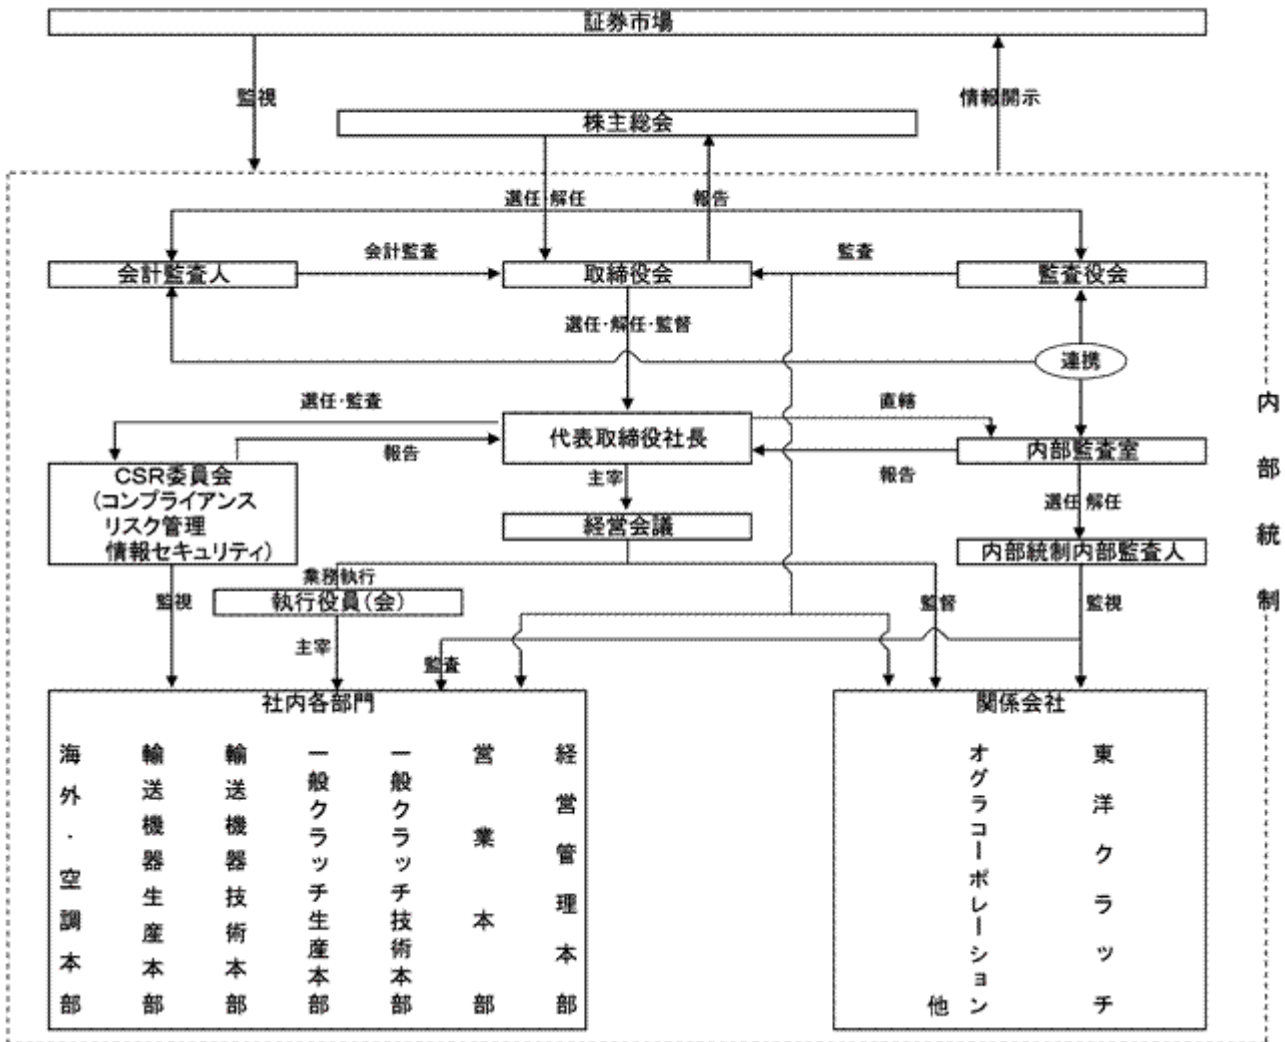 証券市場
監視
情報開示
株主総会
選任・解任
報告
会計監査人
会計監査
取締役会
監査
監査役会
選任・解任・監督
連携
選任・監査
代表取締役社長
直轄
報告
報告
内部監査室
CSR委員会
(コンプライアンス
リスク管理
情報セキュリティ)
主宰
経営会議
選任 解任
内部統制内部監査人
業務執行
執行役員(会)
監視
監督
監視
主宰
監査
社内各部門
海外・空調本部
輸送機器生産本部
輸送機器技術本部
一般クラッチ生産本部
一般クラッチ技術本部
営業本部
経営管理本部
関係会社
東洋クラッチ
オグラコーポレーション
他
内部統制